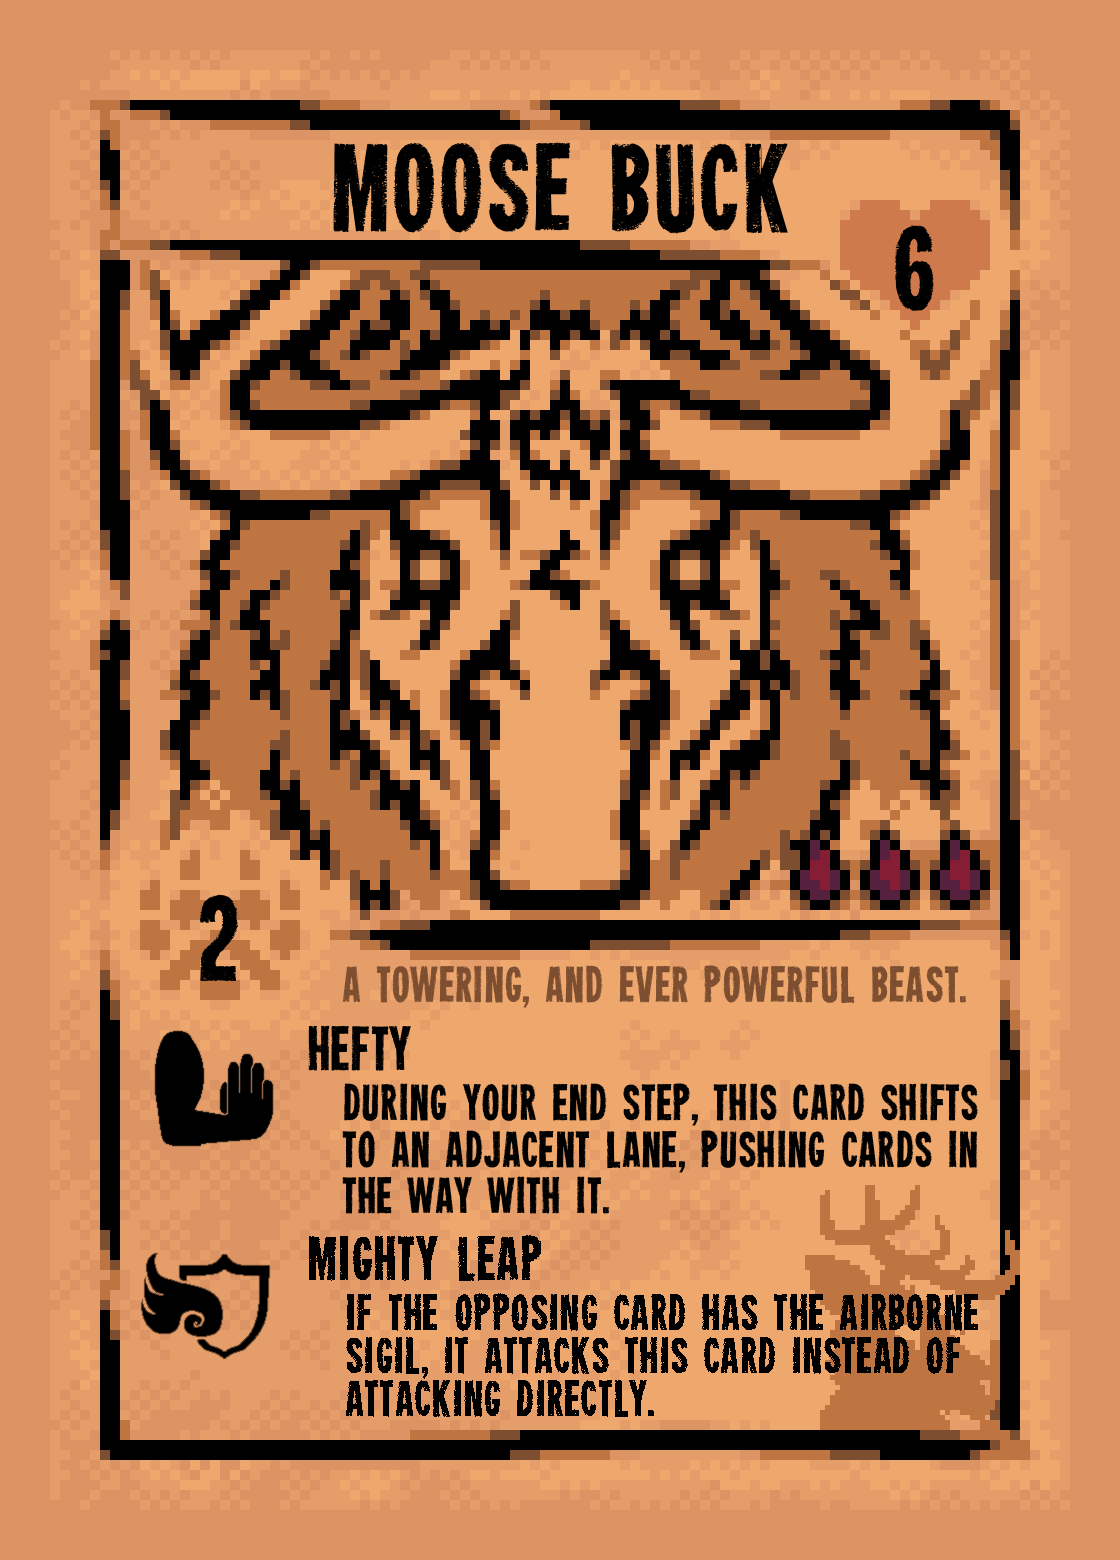 MOOSE BUCK
6
2
A TOWERING, AND EVER POWERFUL BEAST.
HEFTY
DURING YOUR END STEP, THIS CARD SHIFTS
TO AN ADJACENT LANE, PUSHING CARDS IN
THE WAY WITH IT.
MIGHTY LEAP
IF THE OPPOSING CARD HAS THE AIRBORNE
SIGIL, IT ATTACKS THIS CARD INSTEAD OF
ATTACKING DIRECTLY.